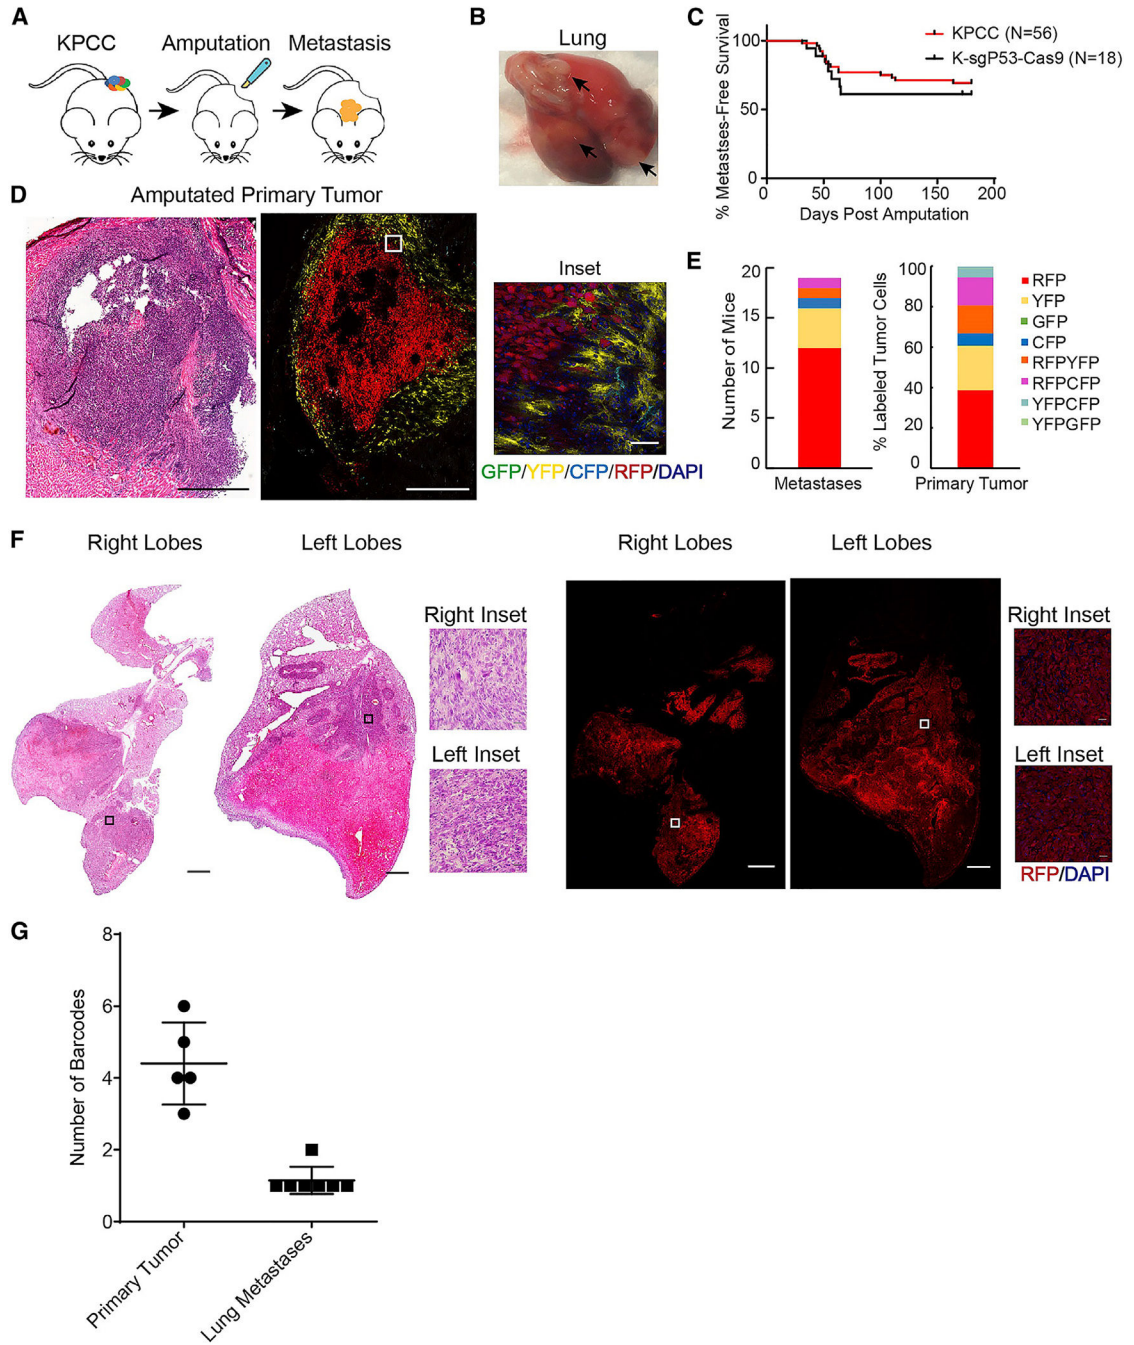 A
KPCC
Amputation
Metastasis
B
Lung
C
% Metastses-Free Survival
100
50
0
0
50
100
150
200
Days Post Amputation
KPCC (N=56)
K-sgP53-Cas9 (N=18)
D
Amputated Primary Tumor
Inset
GFP/YFP/CFP/RFP/DAPI
E
Number of Mice
20
15
10
5
0
Metastases
% Labeled Tumor Cells
100
80
60
40
20
0
Primary Tumor
RFP
YFP
GFP
CFP
RFPYFP
RFPCFP
YFPCFP
YFPGFP
F
Right Lobes
Left Lobes
Right Inset
Left Inset
Right Lobes
Left Lobes
Right Inset
Left Inset
RFP/DAPI
G
Number of Barcodes
8
6
4
2
0
Primary Tumor
Lung Metastases